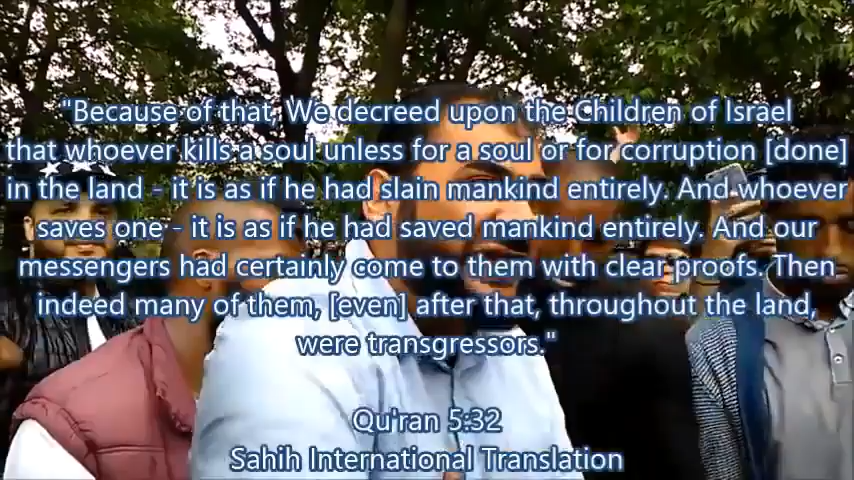 "Because of that, We decreed upon the Children of Israel
that whoever kills a soul unless for a soul or for corruption [done]
in the land - it is as if he had slain mankind entirely. And whoever
saves one - it is as if he had saved mankind entirely. And our
messengers had certainly come to them with clear proofs. Then
indeed many of them, [even] after that, throughout the land,
were transgressors."
Qu'ran 5:32
Sahih International Translation